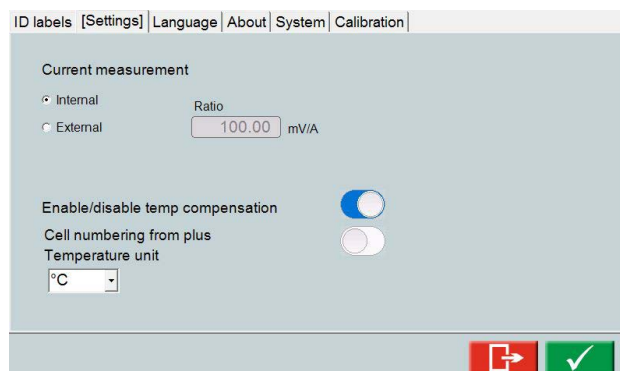 ID labels [Settings] Language About System Calibration
Current measurement
Internal
Ratio
External
100.00 mV/A
Enable/disable temp compensation
Cell numbering from plus
Temperature unit
°C